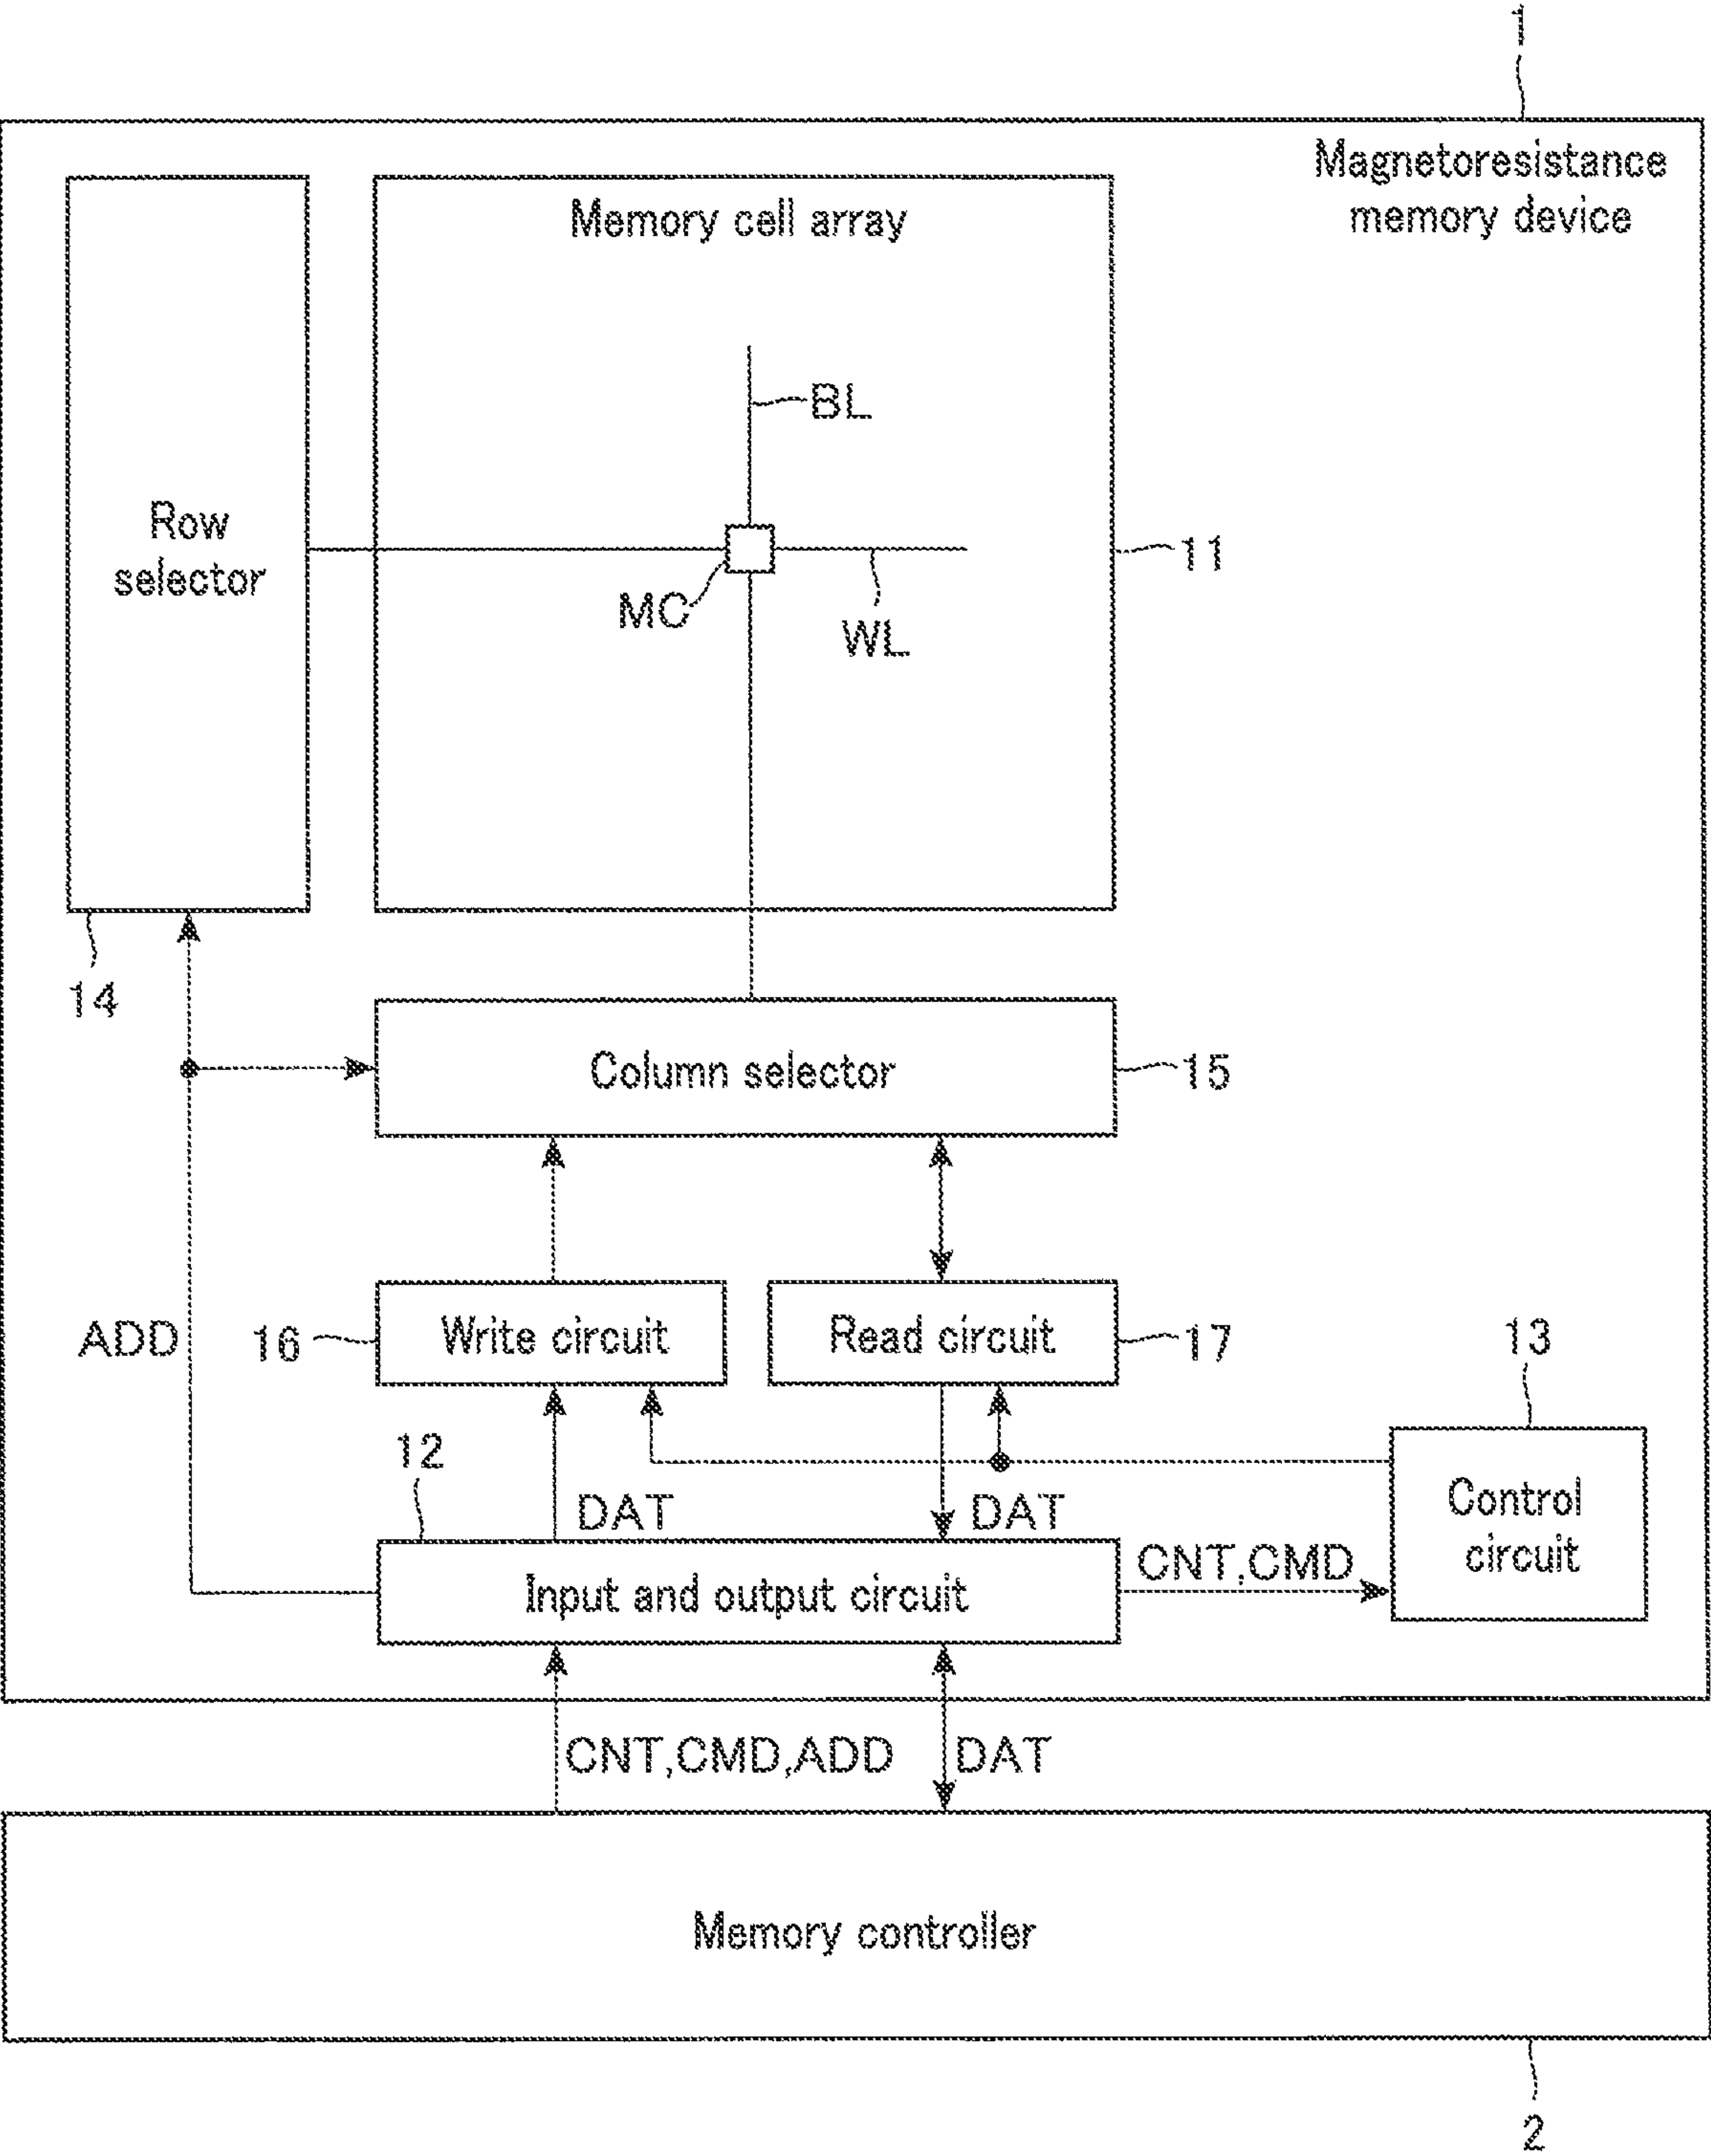 1
Magnetoresistance
memory device
Memory cell array
BL
Row
selector
11
MC
WL
14
Column selector
15
ADD
16
Write circuit
Read circuit
17
13
12
DAT
DAT
Control
circuit
CNT,CMD
Input and output circuit
CNT,CMD,ADD
DAT
Memory controller
2